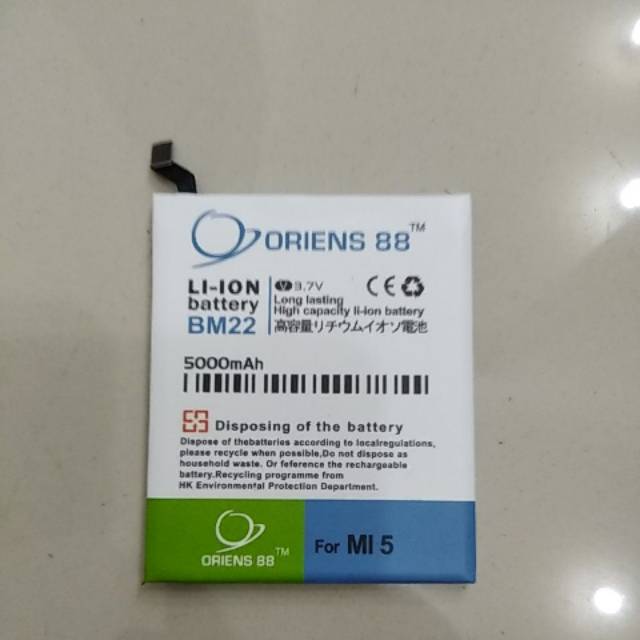 ORIENS 88™
LI-ION
battery
BM22
3.7V
Long lasting
High capacity li-ion battery
高容量リチウムイオソ電池
5000mAh
Disposing of the battery
Dispose of thebatteries according to localregulations,
please recycle when possible,Do not dispose as
household waste. Or feference the rechargeable
battery.Recycling programme from
HK Environmental Protection Department.
ORIENS 88™
For MI 5